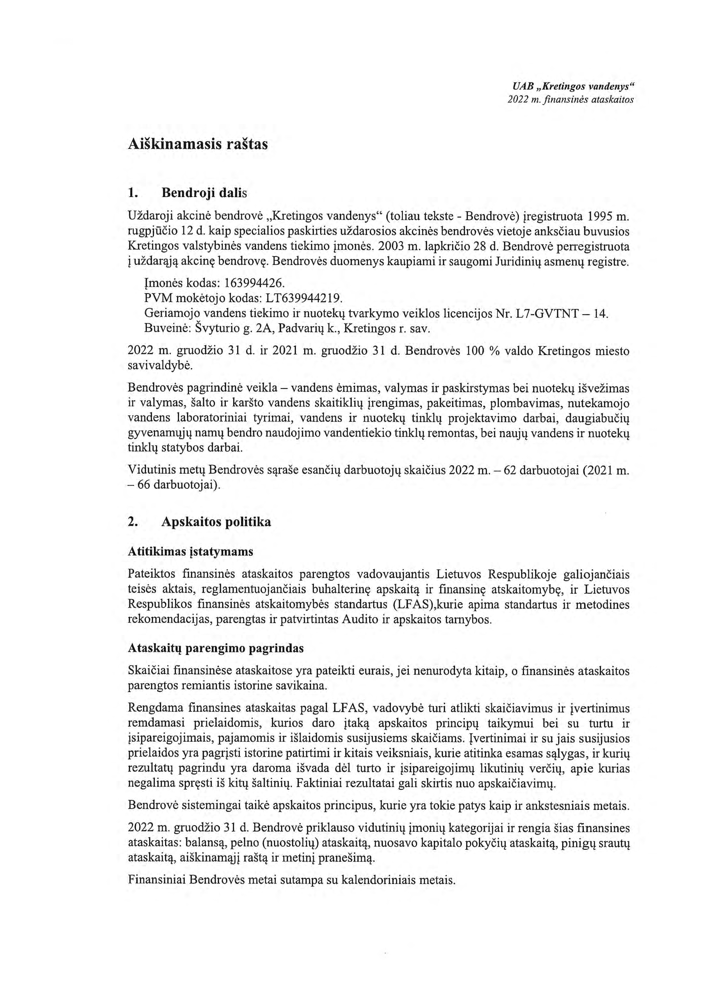 UAB „Kretingos vandenys“
2022 m. finansinės ataskaitos
Aiškinamasis raštas
1. Bendroji dalis
Uždaroji akcinė bendrovė „Kretingos vandenys“ (toliau tekste - Bendrovė) įregistruota 1995 m.
rugpjūčio 12 d. kaip specialios paskirties uždarosios akcinės bendrovės vietoje anksčiau buvusios
Kretingos valstybinės vandens tiekimo įmonės. 2003 m. lapkričio 28 d. Bendrovė perregistruota
į uždarąją akcinę bendrovę. Bendrovės duomenys kaupiami ir saugomi Juridinių asmenų registre.
Įmonės kodas: 163994426.
PVM mokėtojo kodas: LT639944219.
Geriamojo vandens tiekimo ir nuotekų tvarkymo veiklos licencijos Nr. L7-GVTNT – 14.
Buveinė: Švyturio g. 2A, Padvarių k., Kretingos r. sav.
2022 m. gruodžio 31 d. ir 2021 m. gruodžio 31 d. Bendrovės 100 % valdo Kretingos miesto
savivaldybė.
Bendrovės pagrindinė veikla – vandens ėmimas, valymas ir paskirstymas bei nuotekų išvežimas
ir valymas, šalto ir karšto vandens skaitiklių įrengimas, pakeitimas, plombavimas, nutekamojo
vandens laboratoriniai tyrimai, vandens ir nuotekų tinklų projektavimo darbai, daugiabučių
gyvenamųjų namų bendro naudojimo vandentiekio tinklų remontas, bei naujų vandens ir nuotekų
tinklų statybos darbai.
Vidutinis metų Bendrovės sąraše esančių darbuotojų skaičius 2022 m. – 62 darbuotojai (2021 m.
– 66 darbuotojai).
2. Apskaitos politika
Atitikimas įstatymams
Pateiktos finansinės ataskaitos parengtos vadovaujantis Lietuvos Respublikoje galiojančiais
teisės aktais, reglamentuojančiais buhalterinę apskaitą ir finansinę atskaitomybę, ir Lietuvos
Respublikos finansinės atskaitomybės standartus (LFAS),kurie apima standartus ir metodines
rekomendacijas, parengtas ir patvirtintas Audito ir apskaitos tarnybos.
Ataskaitų parengimo pagrindas
Skaičiai finansinėse ataskaitose yra pateikti eurais, jei nenurodyta kitaip, o finansinės ataskaitos
parengtos remiantis istorine savikaina.
Rengdama finansines ataskaitas pagal LFAS, vadovybė turi atlikti skaičiavimus ir įvertinimus
remdamasi prielaidomis, kurios daro įtaką apskaitos principų taikymui bei su turtu ir
įsipareigojimais, pajamomis ir išlaidomis susijusiems skaičiams. Įvertinimai ir su jais susijusios
prielaidos yra pagrįsti istorine patirtimi ir kitais veiksniais, kurie atitinka esamas sąlygas, ir kurių
rezultatų pagrindu yra daroma išvada dėl turto ir įsipareigojimų likutinių verčių, apie kurias
negalima spręsti iš kitų šaltinių. Faktiniai rezultatai gali skirtis nuo apskaičiavimų.
Bendrovė sistemingai taikė apskaitos principus, kurie yra tokie patys kaip ir ankstesniais metais.
2022 m. gruodžio 31 d. Bendrovė priklauso vidutinių įmonių kategorijai ir rengia šias finansines
ataskaitas: balansą, pelno (nuostolių) ataskaitą, nuosavo kapitalo pokyčių ataskaitą, pinigų srautų
ataskaitą, aiškinamąjį raštą ir metinį pranešimą.
Finansiniai Bendrovės metai sutampa su kalendoriniais metais.